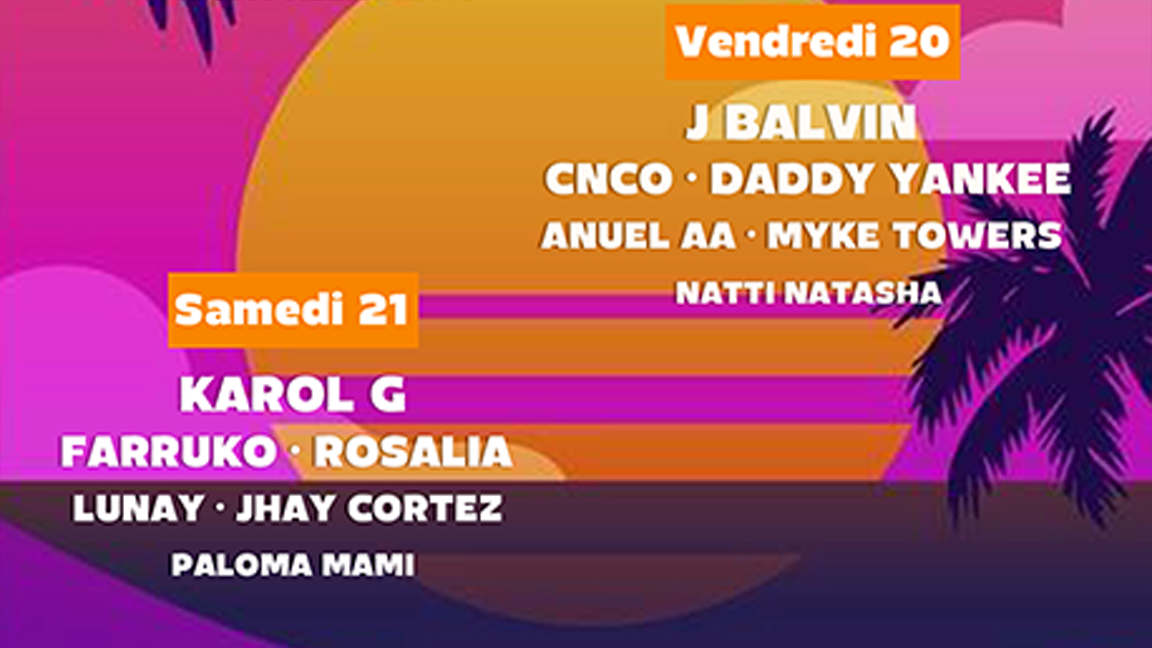 Vendredi 20
J BALVIN
CNCO · DADDY YANKEE
ANUEL AA · MYKE TOWERS
NATTI NATASHA
Samedi 21
KAROL G
FARRUKO · ROSALIA
LUNAY · JHAY CORTEZ
PALOMA MAMI